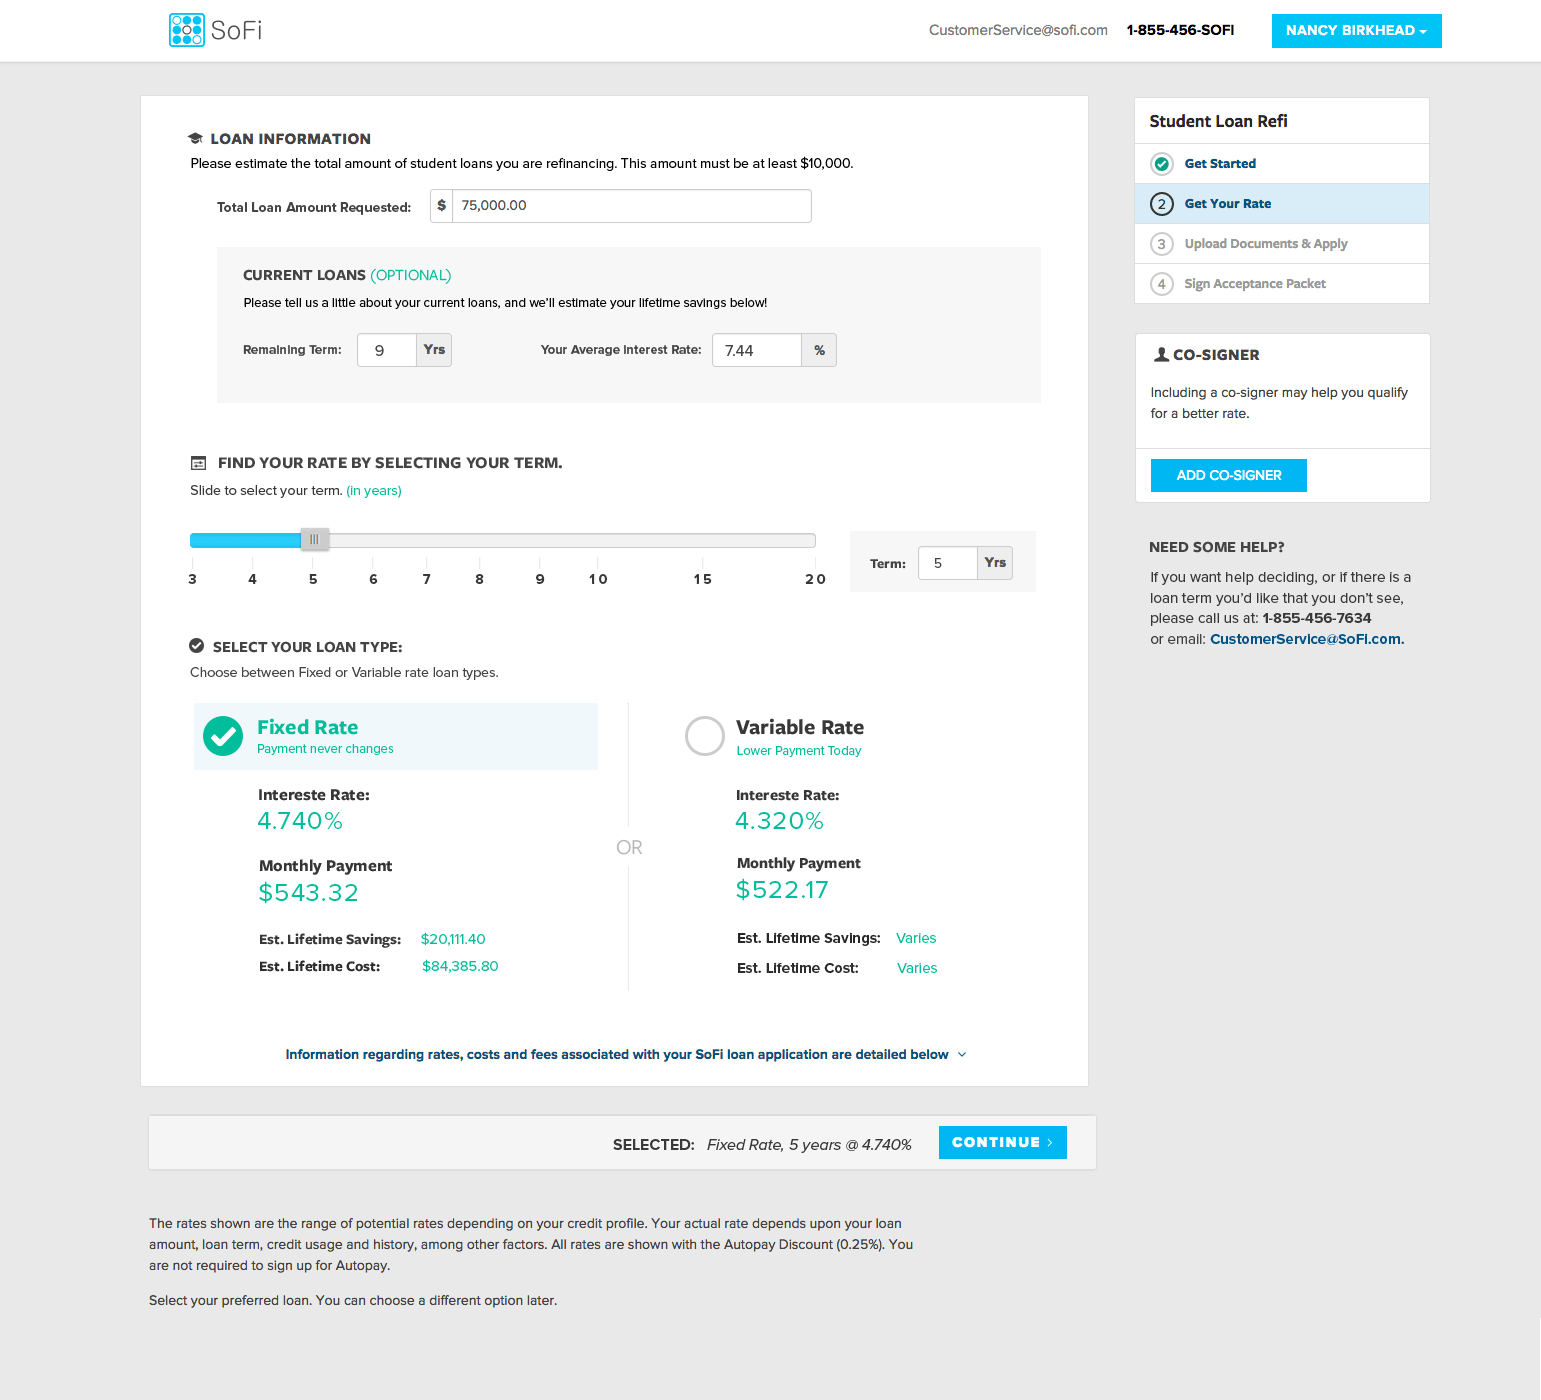 SoFi
CustomerService@sofi.com 1-855-456-SOFI NANCY BIRKHEAD
LOAN INFORMATION
Please estimate the total amount of student loans you are refinancing. This amount must be at least $10,000.
Total Loan Amount Requested: $ 75,000.00
CURRENT LOANS (OPTIONAL)
Please tell us a little about your current loans, and we'll estimate your lifetime savings below!
Remaining Term: 9 Yrs Your Average Interest Rate: 7.44 %
FIND YOUR RATE BY SELECTING YOUR TERM.
Slide to select your term. (in years)
3 4 5 6 7 8 9 10 15 20
Term: 5 Yrs
SELECT YOUR LOAN TYPE:
Choose between Fixed or Variable rate loan types.
Fixed Rate
Payment never changes
Intereste Rate:
4.740%
Monthly Payment
$543.32
Est. Lifetime Savings: $20,111.40
Est. Lifetime Cost: $84,385.80
OR
Variable Rate
Lower Payment Today
Intereste Rate:
4.320%
Monthly Payment
$522.17
Est. Lifetime Savings: Varies
Est. Lifetime Cost: Varies
Information regarding rates, costs and fees associated with your SoFi loan application are detailed below
SELECTED: Fixed Rate, 5 years @ 4.740% CONTINUE
The rates shown are the range of potential rates depending on your credit profile. Your actual rate depends upon your loan
amount, loan term, credit usage and history, among other factors. All rates are shown with the Autopay Discount (0.25%). You
are not required to sign up for Autopay.
Select your preferred loan. You can choose a different option later.
Student Loan Refi
Get Started
2 Get Your Rate
3 Upload Documents & Apply
4 Sign Acceptance Packet
CO-SIGNER
Including a co-signer may help you qualify
for a better rate.
ADD CO-SIGNER
NEED SOME HELP?
If you want help deciding, or if there is a
loan term you'd like that you don't see,
please call us at: 1-855-456-7634
or email: CustomerService@SoFi.com.